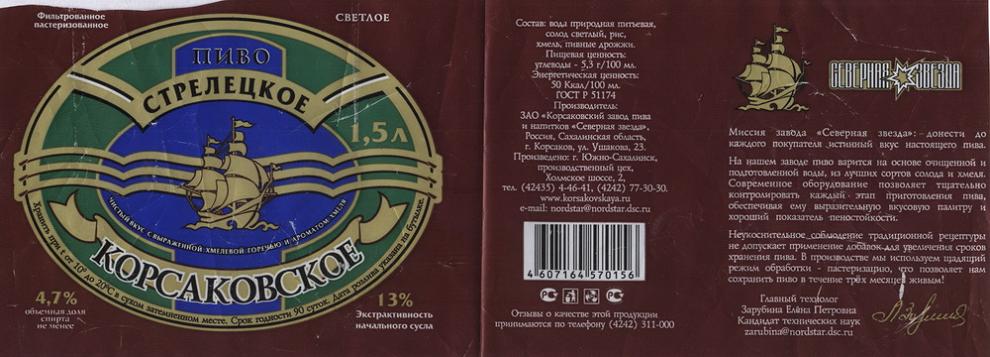 Фильтрованное
пастеризованное
СВЕТЛОЕ
ПИВО
СТРЕЛЕЦКОЕ
1,5л
ЧИСТЫЙ ВКУС С ВЫРАЖЕННОЙ ХМЕЛЕВОЙ ГОРЕЧЬЮ И АРОМАТОМ ХМЕЛЯ
КОРСАКОВСКОЕ
Хранить при t от 10° до 20°С в сухом затемненном месте. Срок годности 90 суток. Дата розлива указана на бутылке.
4,7%
объемная доля
спирта
не менее
13%
Экстрактивность
начального сусла
Состав: вода природная питьевая,
солод светлый, рис,
хмель, пивные дрожжи.
Пищевая ценность:
углеводы - 5,3 г/100 мл.
Энергетическая ценность:
50 Ккал/100 мл.
ГОСТ Р 51174
Производитель:
ЗАО «Корсаковский завод пива
и напитков «Северная звезда»,
Россия, Сахалинская область,
г. Корсаков, ул. Ушакова, 23.
Произведено: г. Южно-Сахалинск,
производственный цех,
Холмское шоссе, 2,
тел. (42435) 4-46-41, (4242) 77-30-30.
www.korsakovskaya.ru
e-mail: nordstar@nordstar.dsc.ru
4607164570156
Отзывы о качестве этой продукции
принимаются по телефону (4242) 311-000
СЕВЕРНАЯ ЗВЕЗДА
Миссия завода «Северная звезда»: донести до
каждого покупателя истинный вкус настоящего пива.
На нашем заводе пиво варится на основе очищенной и
подготовленной воды, из лучших сортов солода и хмеля.
Современное оборудование позволяет тщательно
контролировать каждый этап приготовления пива,
обеспечивая ему выразительную вкусовую палитру и
хороший показатель пеностойкости.
Неукоснительное соблюдение традиционной рецептуры
не допускает применение добавок для увеличения сроков
хранения пива. В производстве мы используем щадящий
режим обработки - пастеризацию, что позволяет нам
сохранить пиво в течение трёх месяцев живым!
Главный технолог
Зарубина Елена Петровна
Кандидат технических наук
zarubina@nordstar.dsc.ru